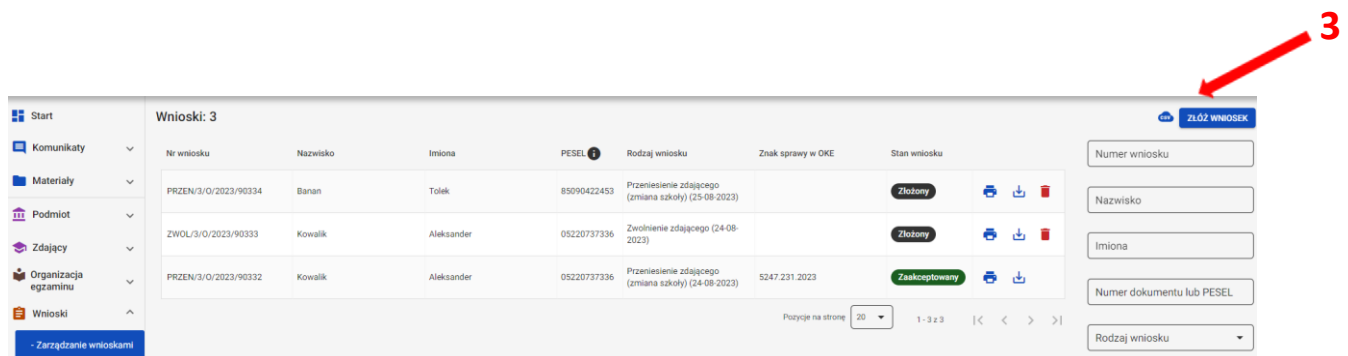 3
Start
Komunikaty
Materiały
Podmiot
Zdający
Organizacja
egzaminu
Wnioski
- Zarządzanie wnioskami
Wnioski: 3
CSV ZŁÓŻ WNIOSEK
Nr wniosku Nazwisko Imiona PESEL i Rodzaj wniosku Znak sprawy w OKE Stan wniosku
PRZEN/3/O/2023/90334 Banan Tolek 85090422453 Przeniesienie zdającego
(zmiana szkoły) (25-08-2023) Złożony
ZWOL/3/O/2023/90333 Kowalik Aleksander 05220737336 Zwolnienie zdającego (24-08-
2023) Złożony
PRZEN/3/O/2023/90332 Kowalik Aleksander 05220737336 Przeniesienie zdającego
(zmiana szkoły) (24-08-2023) 5247.231.2023 Zaakceptowany
Pozycje na stronę 20 1 - 3 z 3
Numer wniosku
Nazwisko
Imiona
Numer dokumentu lub PESEL
Rodzaj wniosku